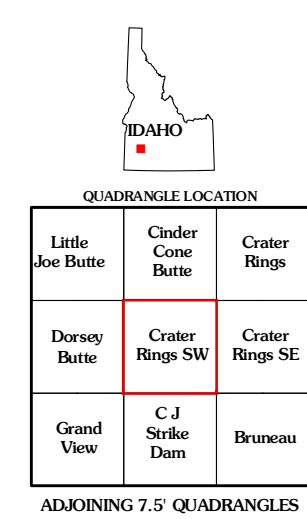 IDAHO
QUADRANGLE LOCATION
Little
Joe Butte
Cinder
Cone
Butte
Crater
Rings
Dorsey
Butte
Crater
Rings SW
Crater
Rings SE
Grand
View
C J
Strike
Dam
Bruneau
ADJOINING 7.5' QUADRANGLES